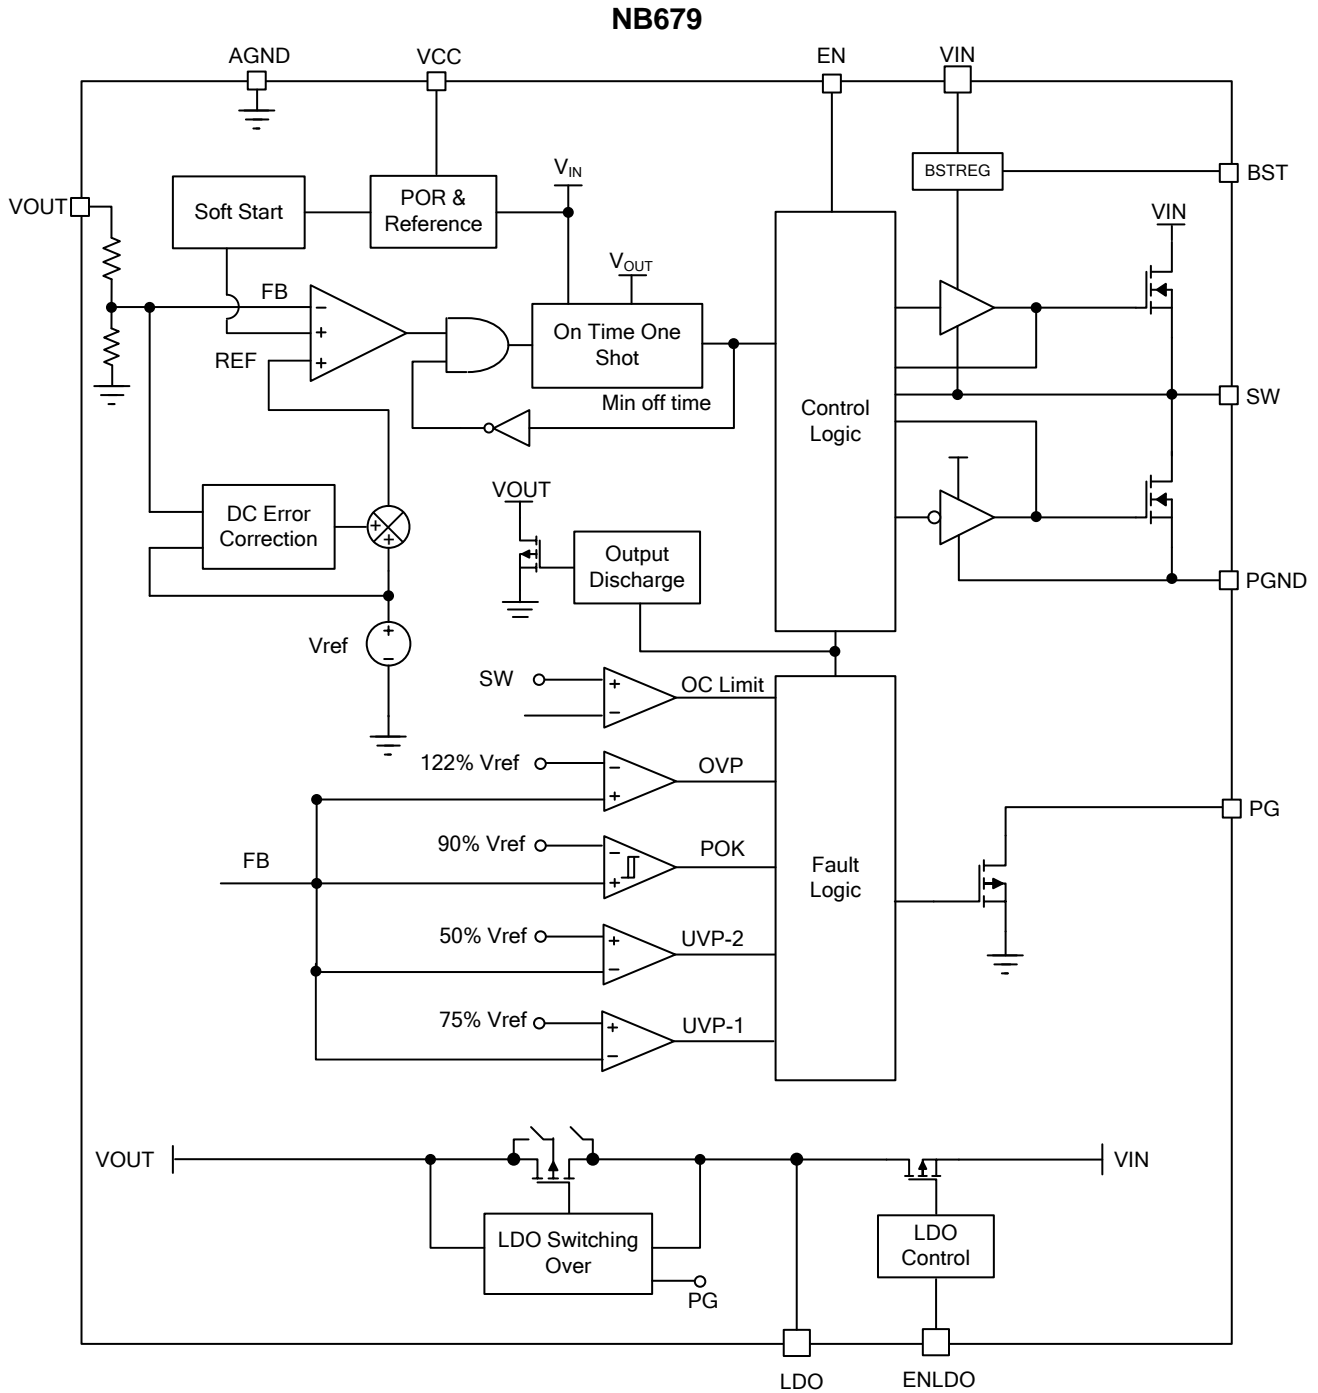 NB679
AGND
VCC
EN
VIN
BSTREG
BST
VIN
VIN
VOUT
Soft Start
POR &
Reference
VOUT
FB
−
+
REF
+
On Time One
Shot
Min off time
Control
Logic
SW
VOUT
DC Error
Correction
+
+
Output
Discharge
PGND
Vref
+
−
SW
+
−
OC Limit
122% Vref
−
+
OVP
PG
90% Vref
−
+
POK
FB
Fault
Logic
50% Vref
+
−
UVP-2
75% Vref
+
−
UVP-1
VOUT
VIN
LDO Switching
Over
PG
LDO
Control
LDO
ENLDO